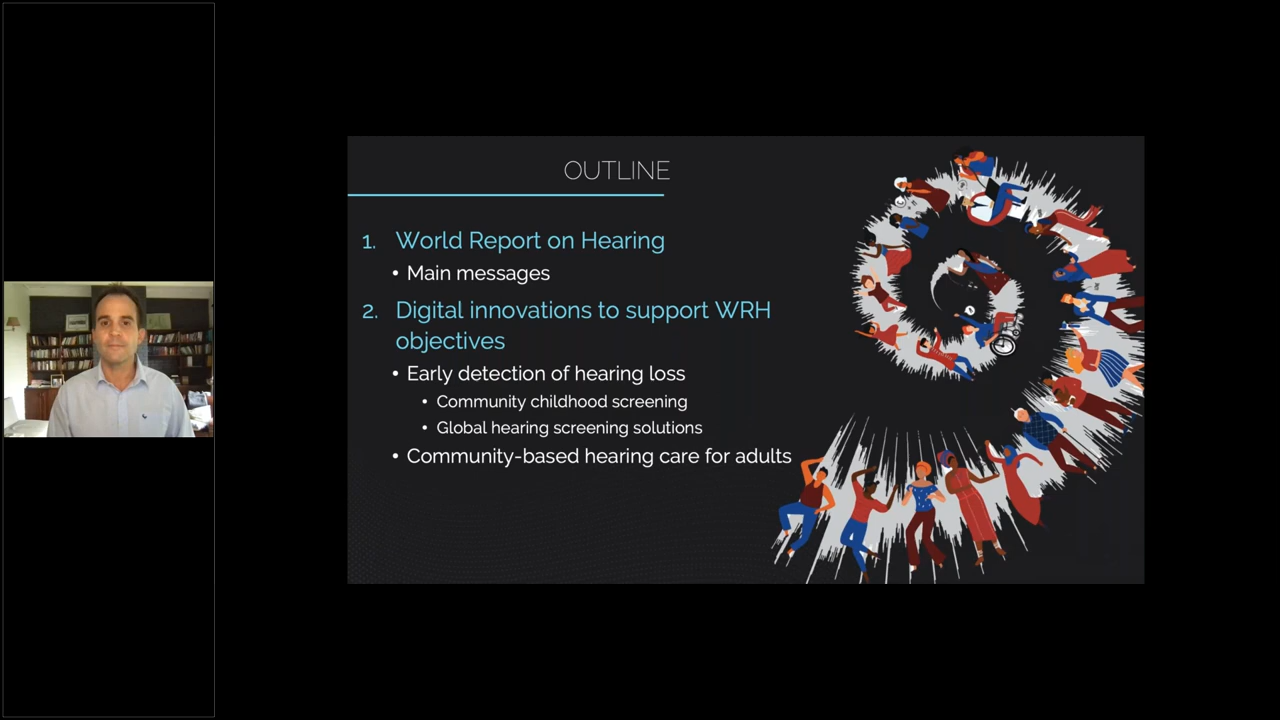 OUTLINE
1. World Report on Hearing
• Main messages
2. Digital innovations to support WRH
objectives
• Early detection of hearing loss
• Community childhood screening
• Global hearing screening solutions
• Community-based hearing care for adults